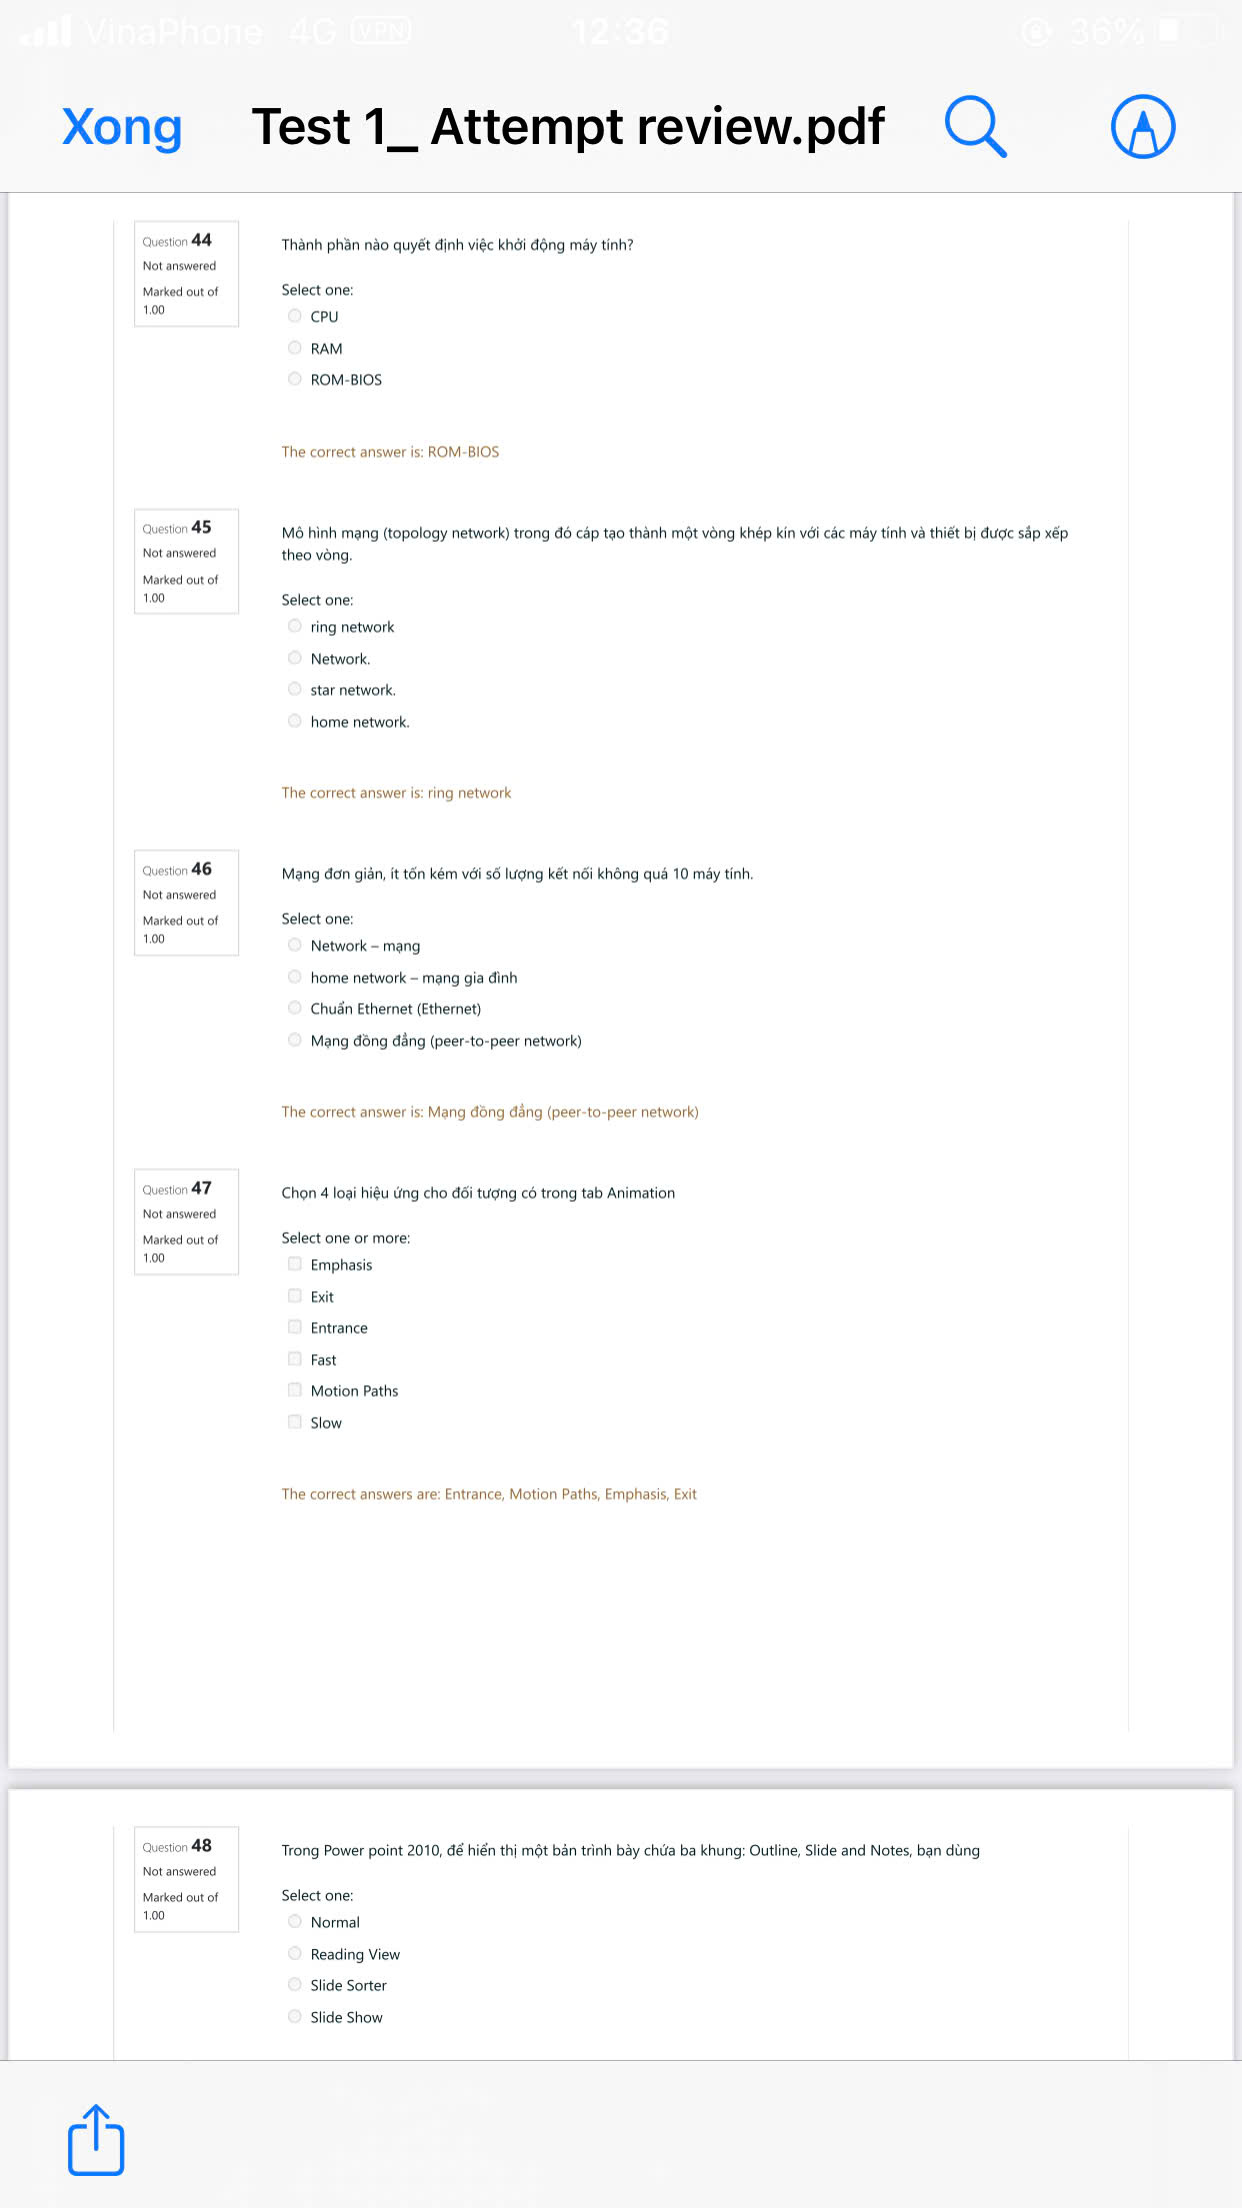 VinaPhone 4G VPN 12:36 36%
Xong Test 1_ Attempt review.pdf
Question 44
Not answered
Marked out of
1.00
Thành phần nào quyết định việc khởi động máy tính?
Select one:
CPU
RAM
ROM-BIOS
The correct answer is: ROM-BIOS
Question 45
Not answered
Marked out of
1.00
Mô hình mạng (topology network) trong đó cáp tạo thành một vòng khép kín với các máy tính và thiết bị được sắp xếp
theo vòng.
Select one:
ring network
Network.
star network.
home network.
The correct answer is: ring network
Question 46
Not answered
Marked out of
1.00
Mạng đơn giản, ít tốn kém với số lượng kết nối không quá 10 máy tính.
Select one:
Network – mạng
home network – mạng gia đình
Chuẩn Ethernet (Ethernet)
Mạng đồng đẳng (peer-to-peer network)
The correct answer is: Mạng đồng đẳng (peer-to-peer network)
Question 47
Not answered
Marked out of
1.00
Chọn 4 loại hiệu ứng cho đối tượng có trong tab Animation
Select one or more:
Emphasis
Exit
Entrance
Fast
Motion Paths
Slow
The correct answers are: Entrance, Motion Paths, Emphasis, Exit
Question 48
Not answered
Marked out of
1.00
Trong Power point 2010, để hiển thị một bản trình bày chứa ba khung: Outline, Slide and Notes, bạn dùng
Select one:
Normal
Reading View
Slide Sorter
Slide Show